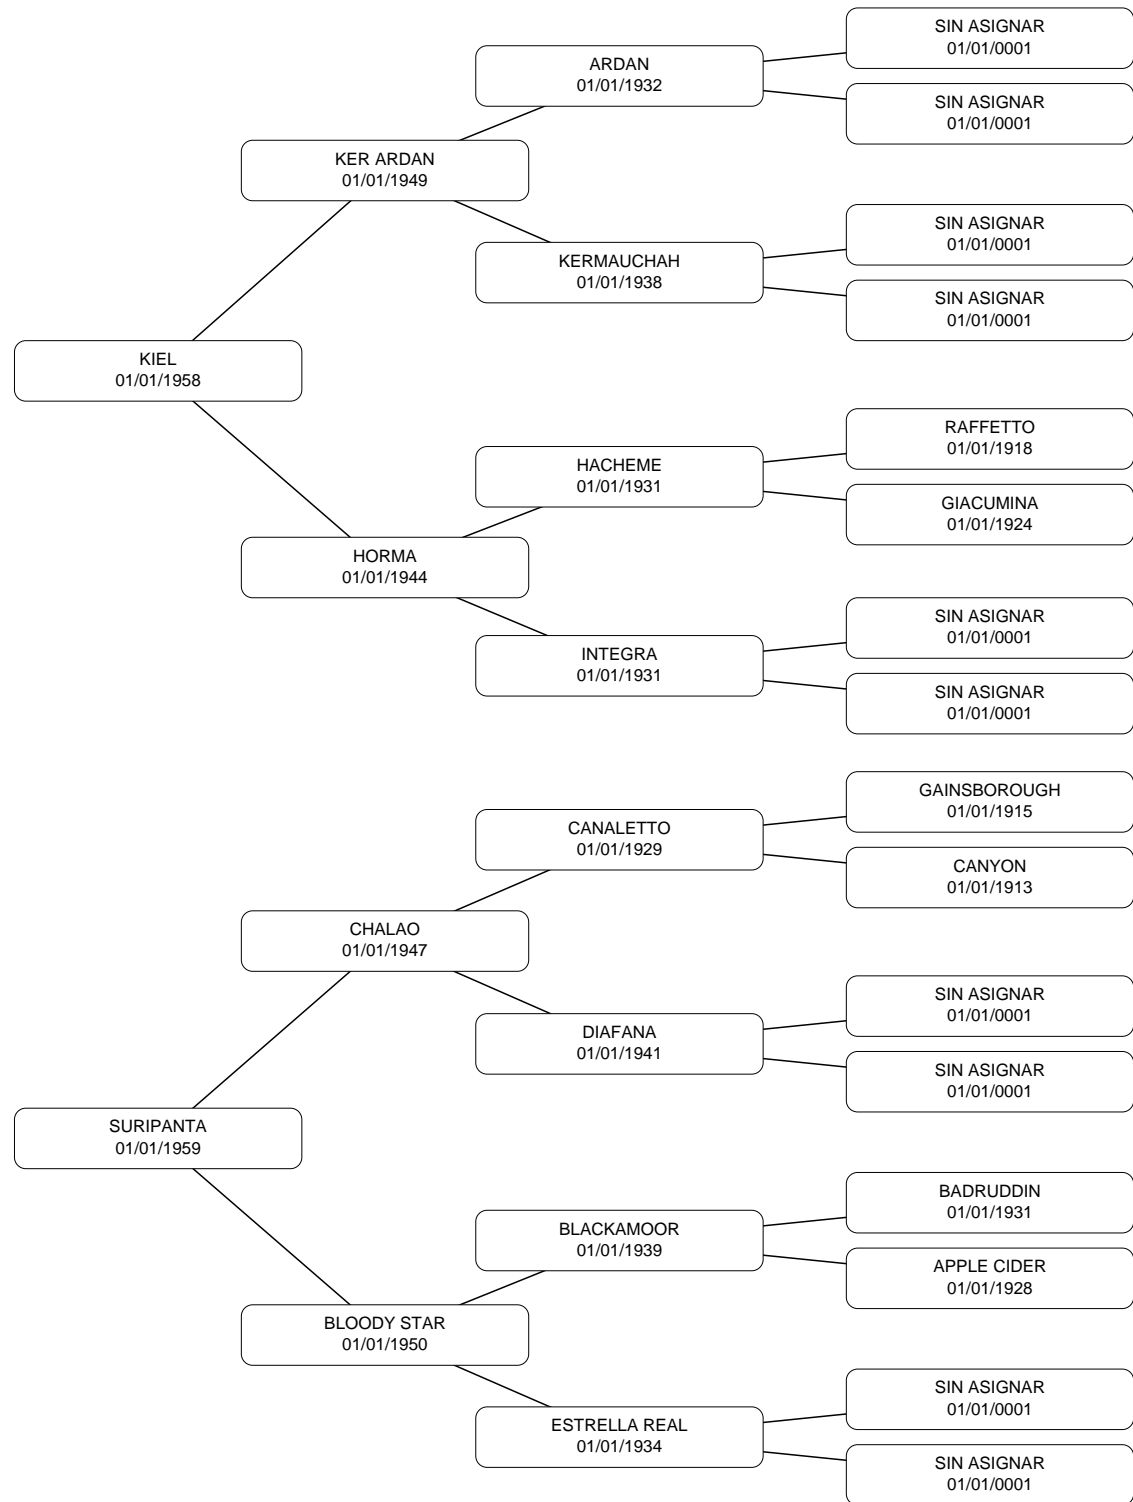 SIN ASIGNAR
01/01/0001
ARDAN
01/01/1932
SIN ASIGNAR
01/01/0001
KER ARDAN
01/01/1949
SIN ASIGNAR
01/01/0001
KERMAUCHAH
01/01/1938
SIN ASIGNAR
01/01/0001
KIEL
01/01/1958
RAFFETTO
01/01/1918
HACHEME
01/01/1931
GIACUMINA
01/01/1924
HORMA
01/01/1944
SIN ASIGNAR
01/01/0001
INTEGRA
01/01/1931
SIN ASIGNAR
01/01/0001
GAINSBOROUGH
01/01/1915
CANALETTO
01/01/1929
CANYON
01/01/1913
CHALAO
01/01/1947
SIN ASIGNAR
01/01/0001
DIAFANA
01/01/1941
SIN ASIGNAR
01/01/0001
SURIPANTA
01/01/1959
BADRUDDIN
01/01/1931
BLACKAMOOR
01/01/1939
APPLE CIDER
01/01/1928
BLOODY STAR
01/01/1950
SIN ASIGNAR
01/01/0001
ESTRELLA REAL
01/01/1934
SIN ASIGNAR
01/01/0001